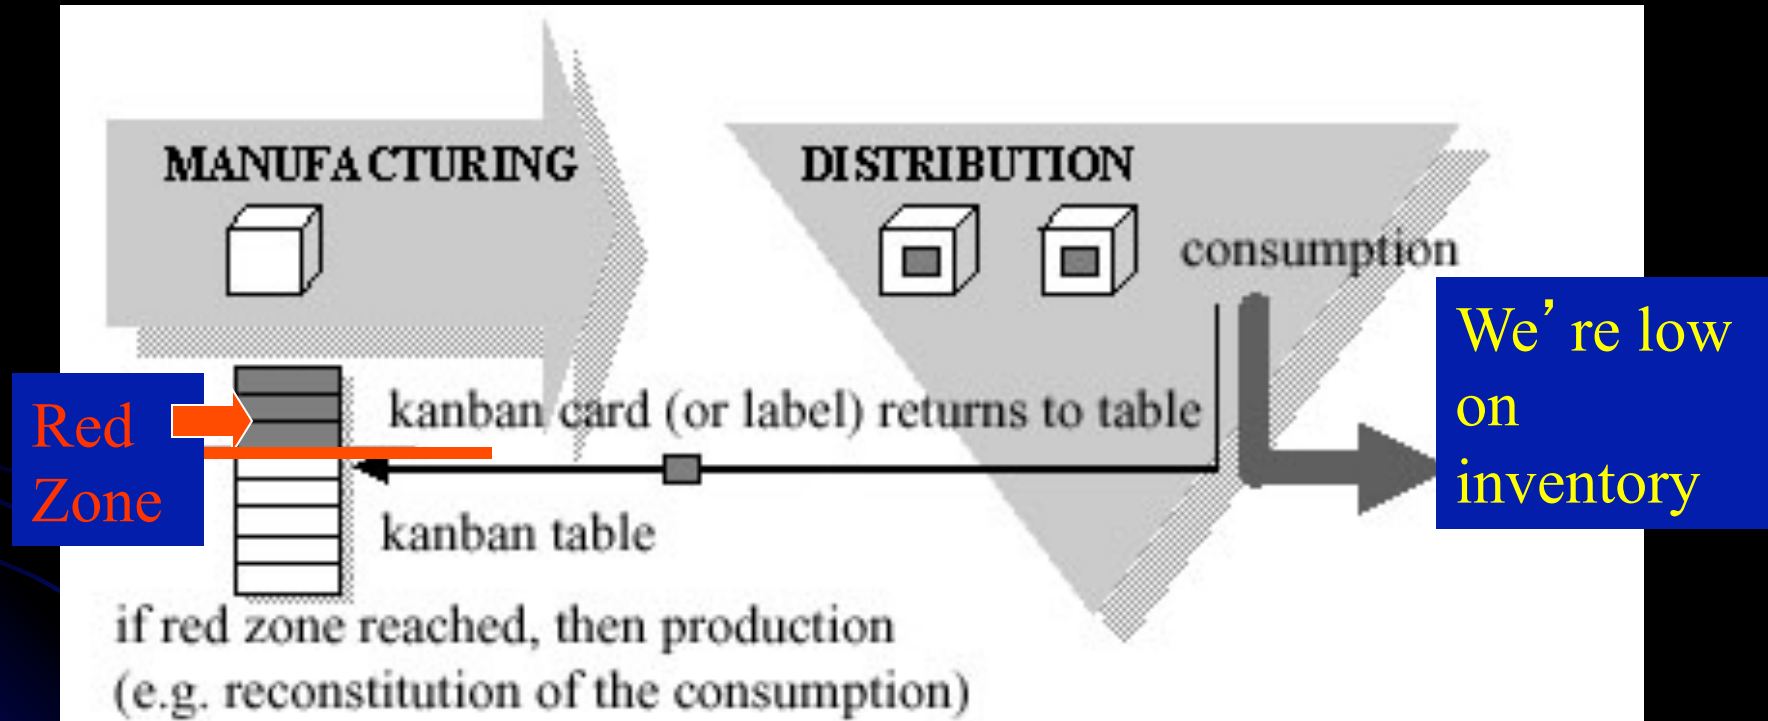 MANUFACTURING
DISTRIBUTION
consumption
We’re low
on
inventory
Red
Zone
kanban card (or label) returns to table
kanban table
if red zone reached, then production
(e.g. reconstitution of the consumption)